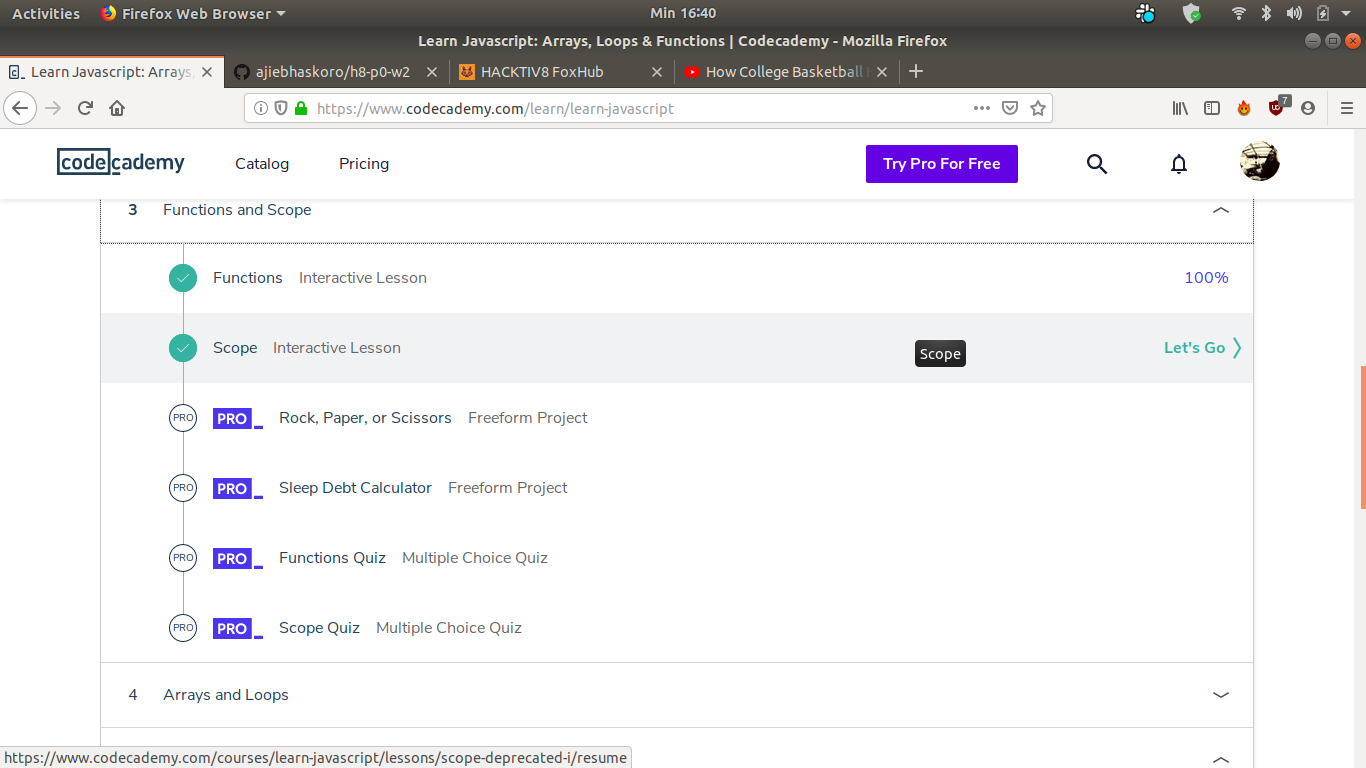 Activities Firefox Web Browser Min 16:40
Learn Javascript: Arrays, Loops & Functions | Codecademy - Mozilla Firefox
Learn Javascript: Arrays, ajiebhaskoro/h8-p0-w2 HACKTIV8 FoxHub How College Basketball
https://www.codecademy.com/learn/learn-javascript 7
codecademy Catalog Pricing Try Pro For Free
3 Functions and Scope
Functions Interactive Lesson 100%
Scope Interactive Lesson Scope Let's Go
PRO PRO_ Rock, Paper, or Scissors Freeform Project
PRO PRO_ Sleep Debt Calculator Freeform Project
PRO PRO_ Functions Quiz Multiple Choice Quiz
PRO PRO_ Scope Quiz Multiple Choice Quiz
4 Arrays and Loops
https://www.codecademy.com/courses/learn-javascript/lessons/scope-deprecated-i/resume